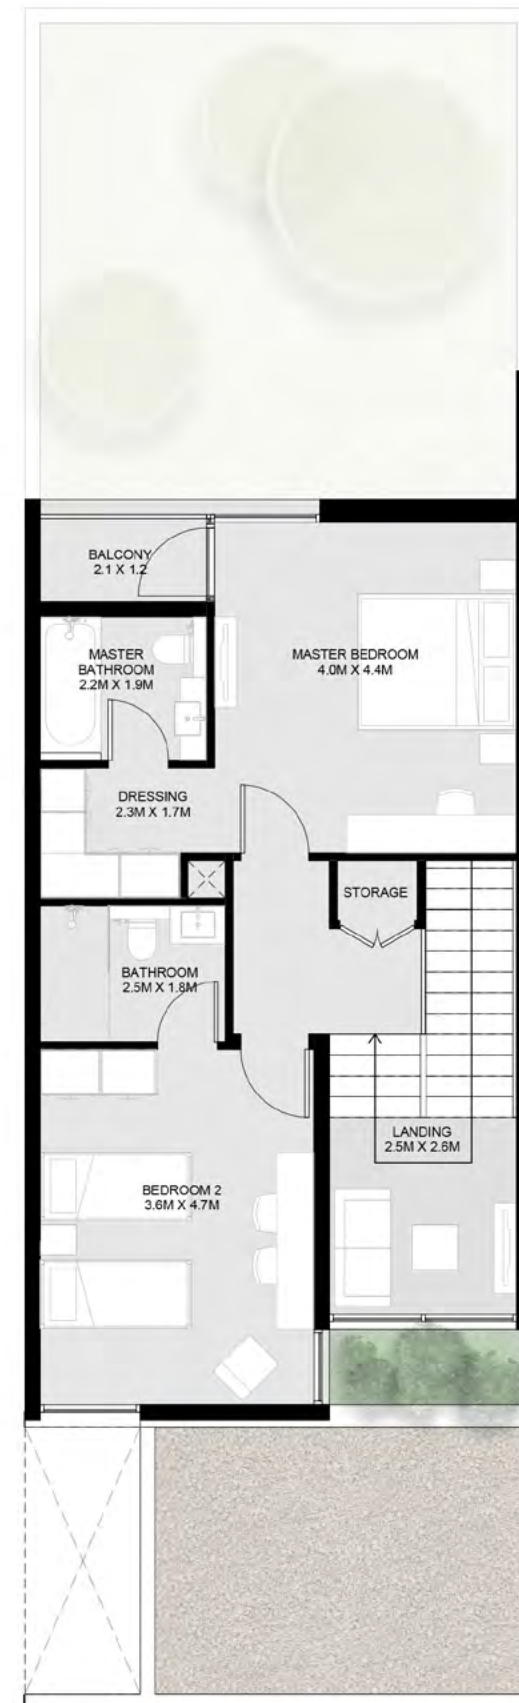 BALCONY
2.1 X 1.2
MASTER
BATHROOM
2.2M X 1.9M
MASTER BEDROOM
4.0M X 4.4M
DRESSING
2.3M X 1.7M
STORAGE
BATHROOM
2.5M X 1.8M
LANDING
2.5M X 2.6M
BEDROOM 2
3.6M X 4.7M